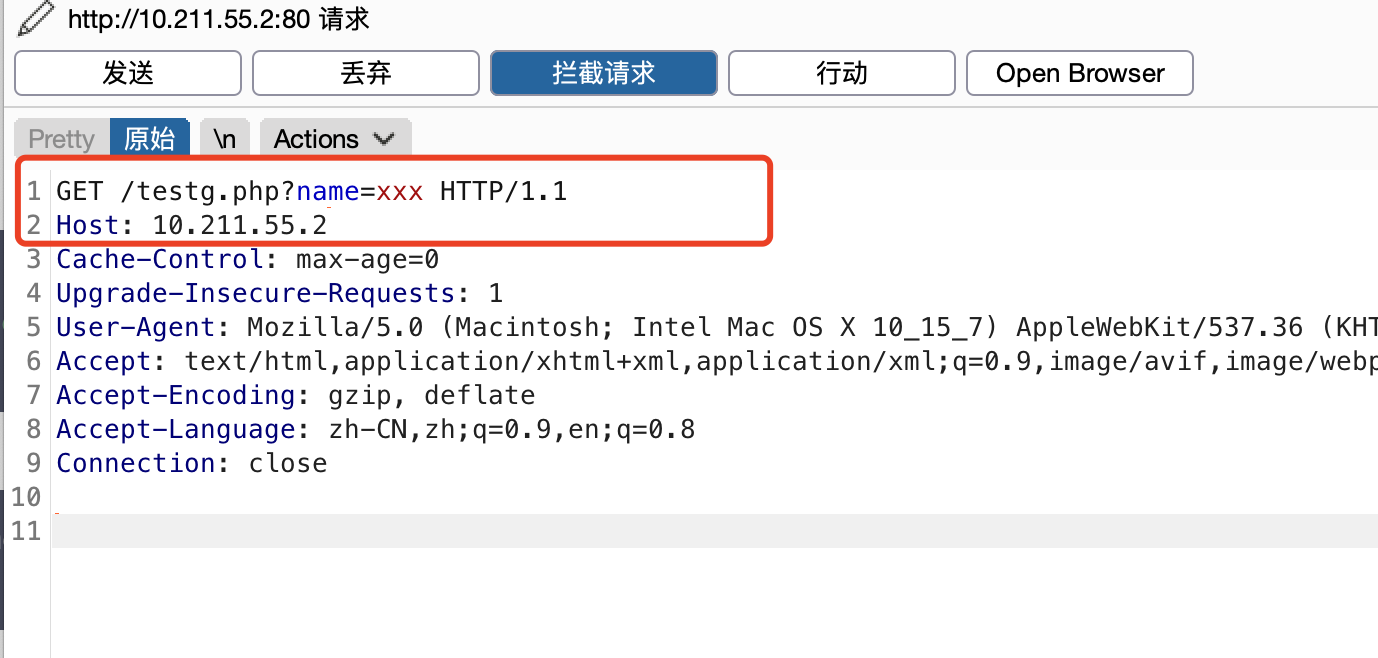 http://10.211.55.2:80 请求
发送 丢弃 拦截请求 行动 Open Browser
Pretty 原始 \n Actions
1 GET /testg.php?name=xxx HTTP/1.1
2 Host: 10.211.55.2
3 Cache-Control: max-age=0
4 Upgrade-Insecure-Requests: 1
5 User-Agent: Mozilla/5.0 (Macintosh; Intel Mac OS X 10_15_7) AppleWebKit/537.36 (KHT
6 Accept: text/html,application/xhtml+xml,application/xml;q=0.9,image/avif,image/webp
7 Accept-Encoding: gzip, deflate
8 Accept-Language: zh-CN,zh;q=0.9,en;q=0.8
9 Connection: close
10
11